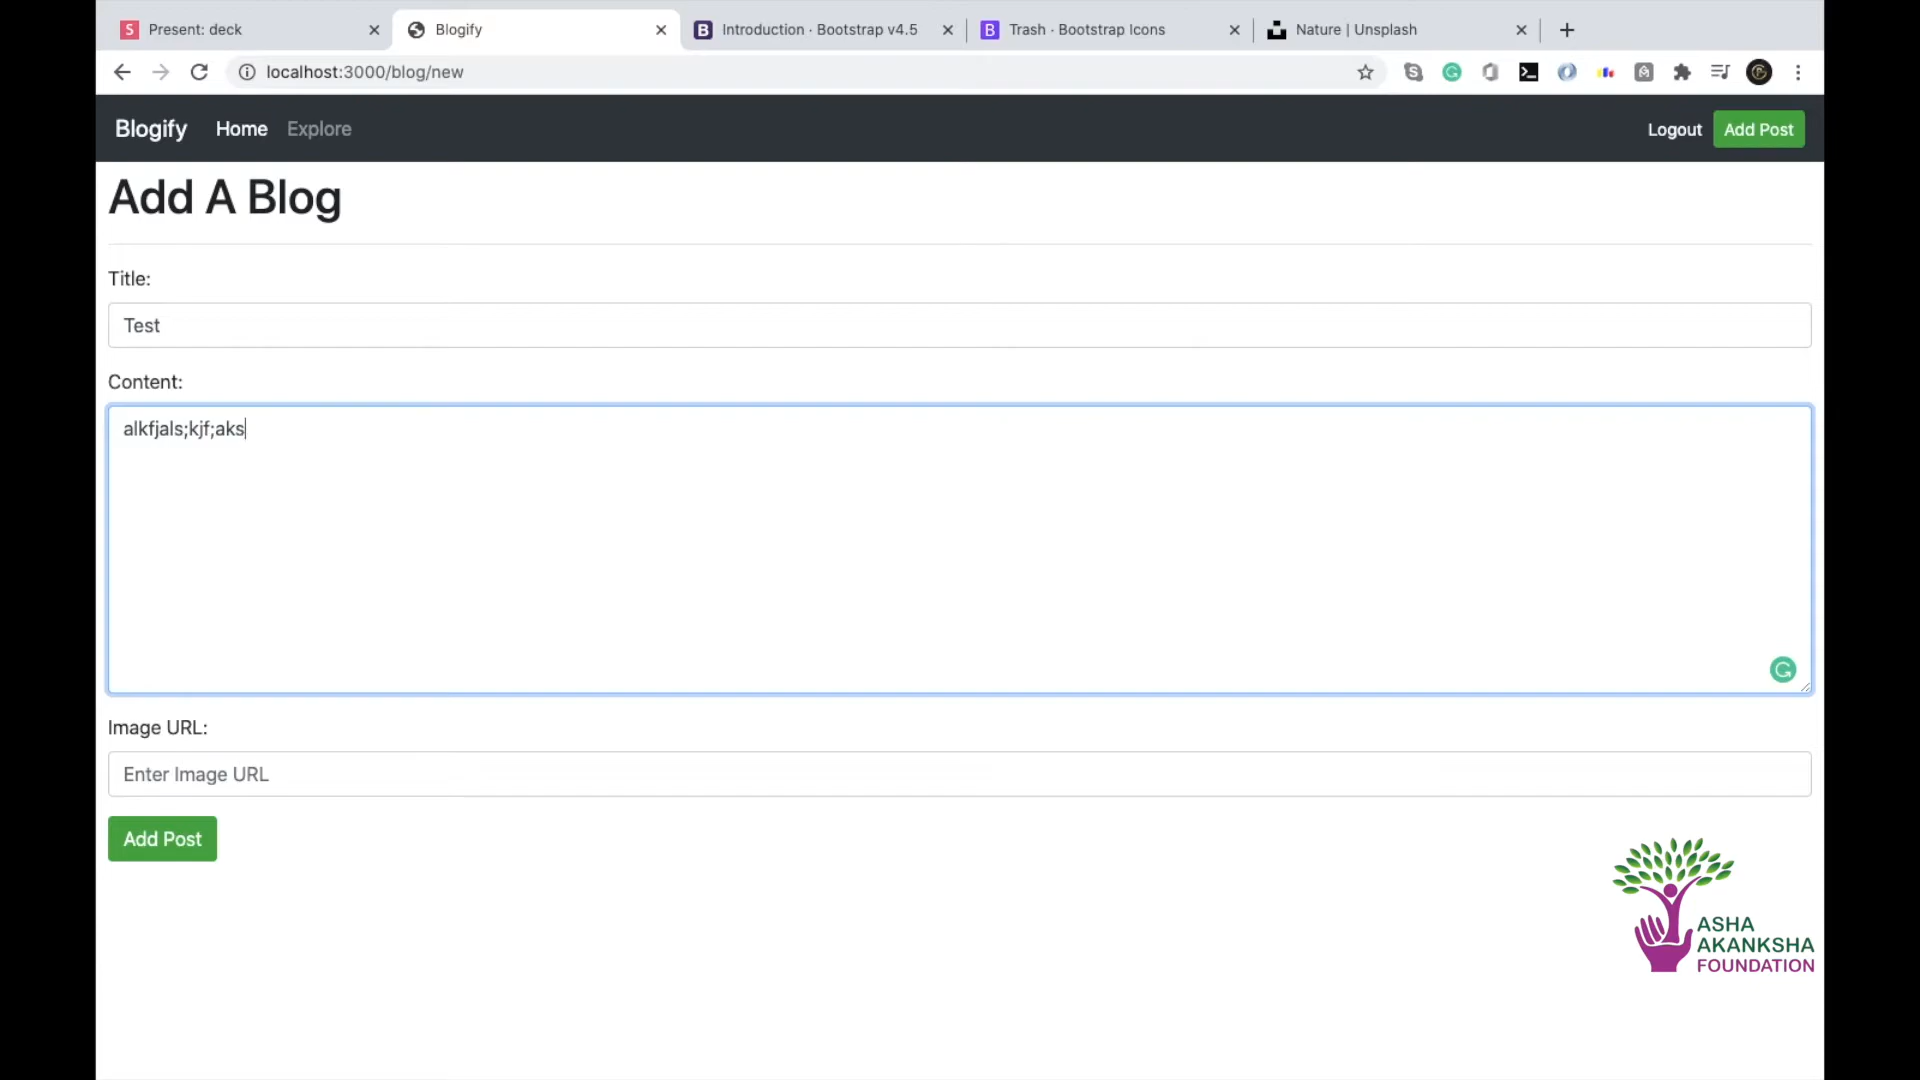 Present: deck
Blogify
Introduction · Bootstrap v4.5
Trash · Bootstrap Icons
Nature | Unsplash
localhost:3000/blog/new
Blogify Home Explore Logout Add Post
Add A Blog
Title:
Test
Content:
alkfjals;kjf;aks
Image URL:
Enter Image URL
Add Post
ASHA
AKANKSHA
FOUNDATION